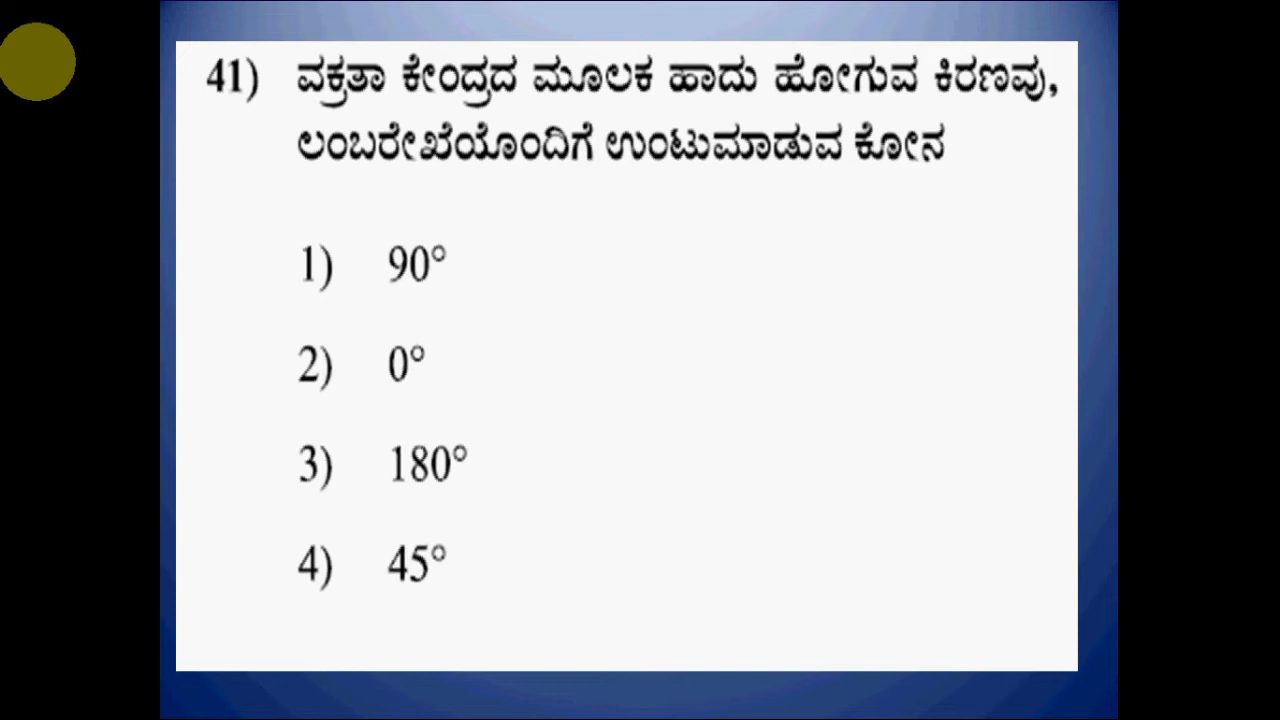 41) ವಕ್ರತಾ ಕೇಂದ್ರದ ಮೂಲಕ ಹಾದು ಹೋಗುವ ಕಿರಣವು,
ಲಂಬರೇಖೆಯೊಂದಿಗೆ ಉಂಟುಮಾಡುವ ಕೋನ
1) 90°
2) 0°
3) 180°
4) 45°